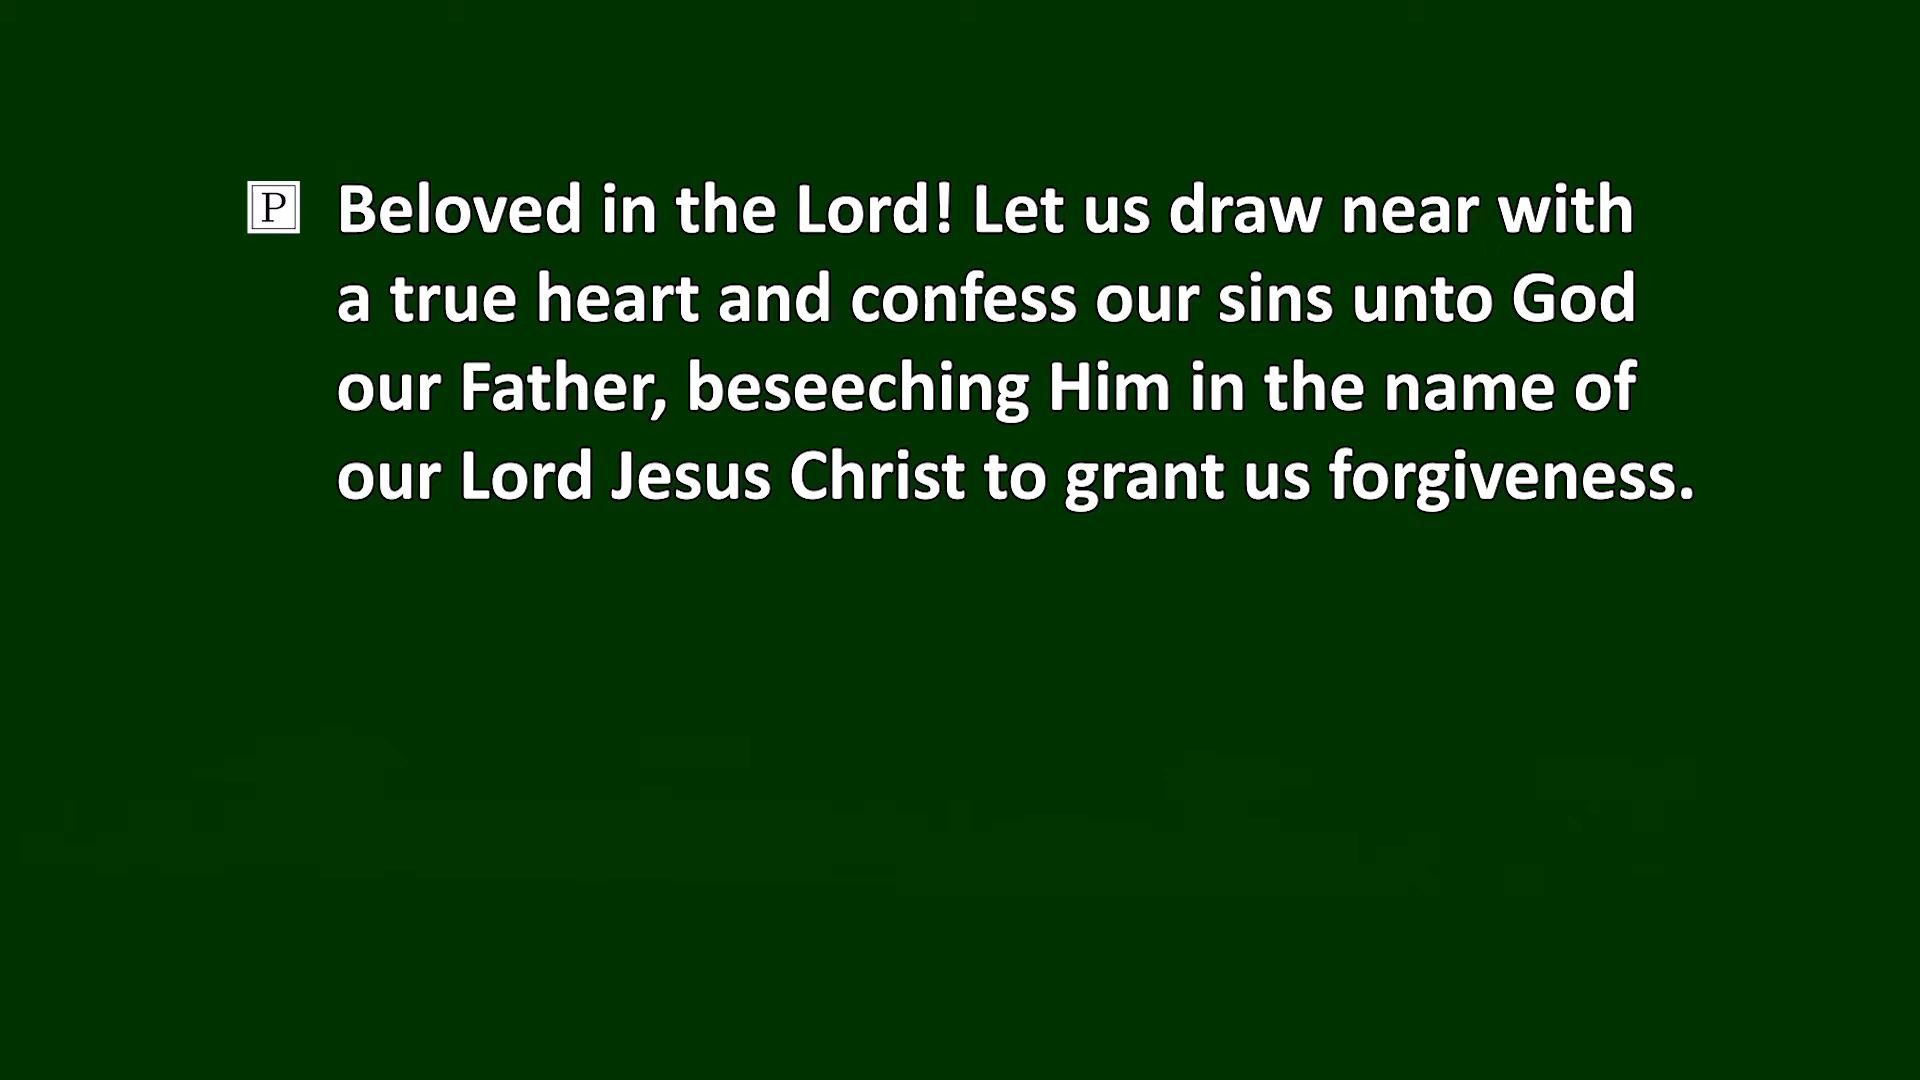 P Beloved in the Lord! Let us draw near with
a true heart and confess our sins unto God
our Father, beseeching Him in the name of
our Lord Jesus Christ to grant us forgiveness.